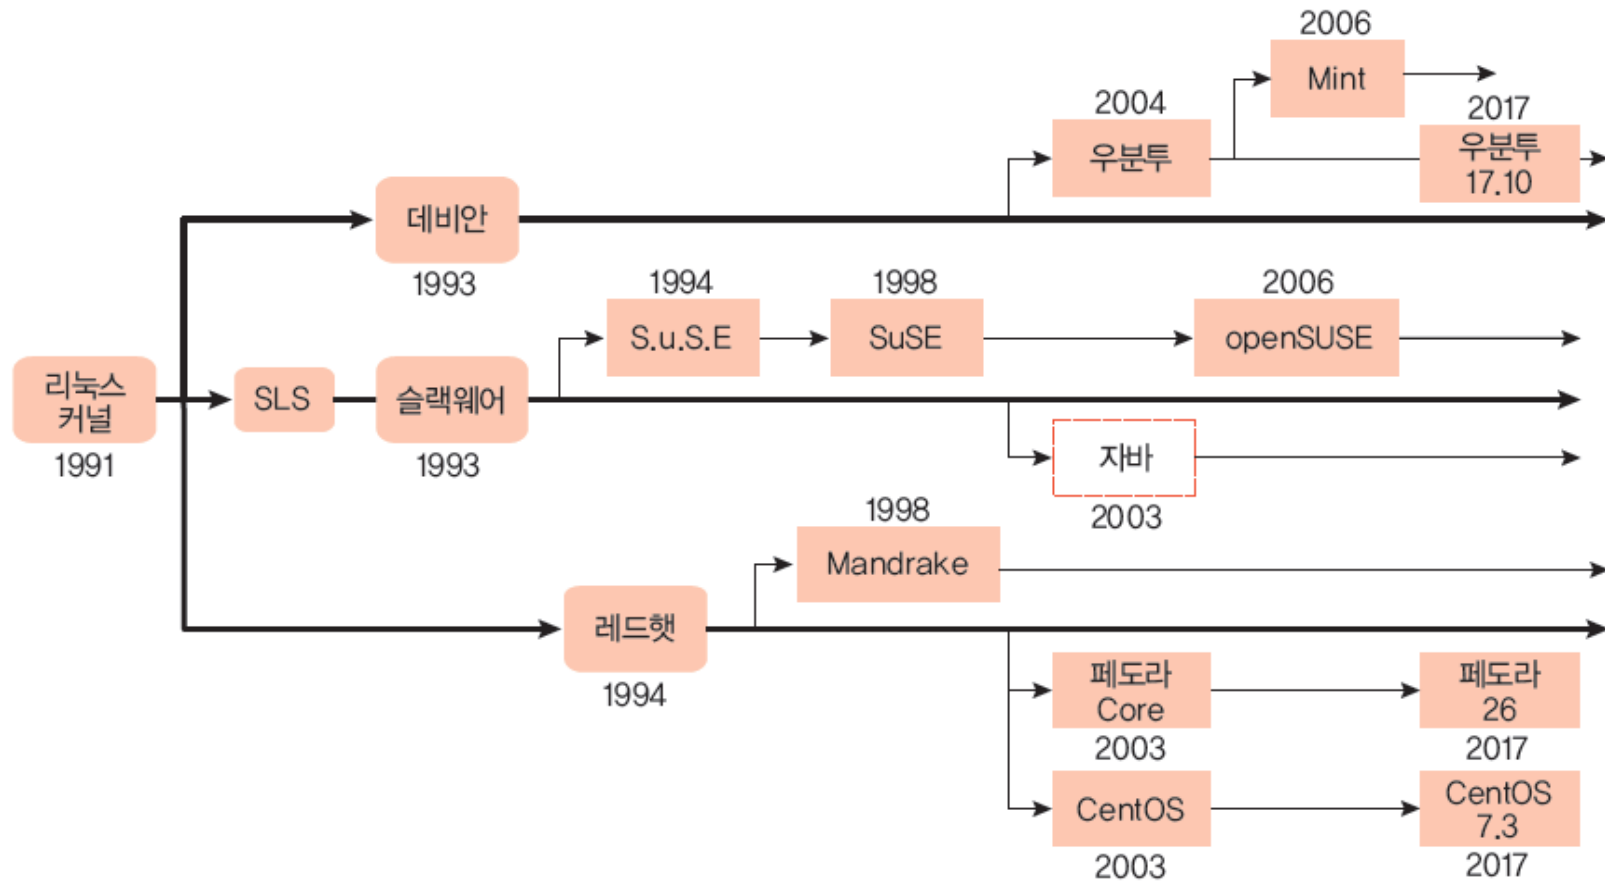 2006
Mint
2004
우분투
2017
우분투
17.10
데비안
1993
1994
S.u.S.E
1998
SuSE
2006
openSUSE
리눅스
커널
1991
SLS
슬랙웨어
1993
자바
2003
1998
Mandrake
레드햇
1994
페도라
Core
2003
페도라
26
2017
CentOS
2003
CentOS
7.3
2017